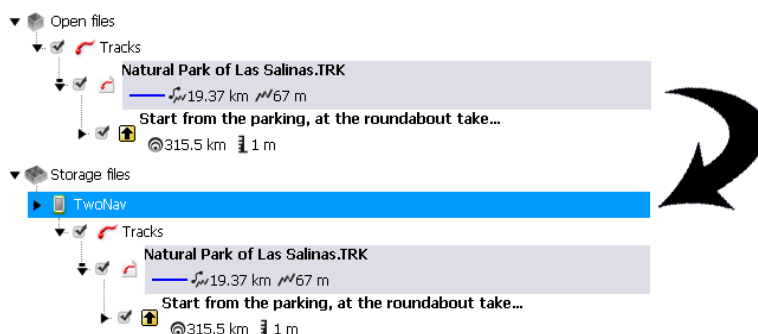 Open files
Tracks
Natural Park of Las Salinas.TRK
19.37 km 67 m
Start from the parking, at the roundabout take...
315.5 km 1 m
Storage files
TwoNav
Tracks
Natural Park of Las Salinas.TRK
19.37 km 67 m
Start from the parking, at the roundabout take...
315.5 km 1 m